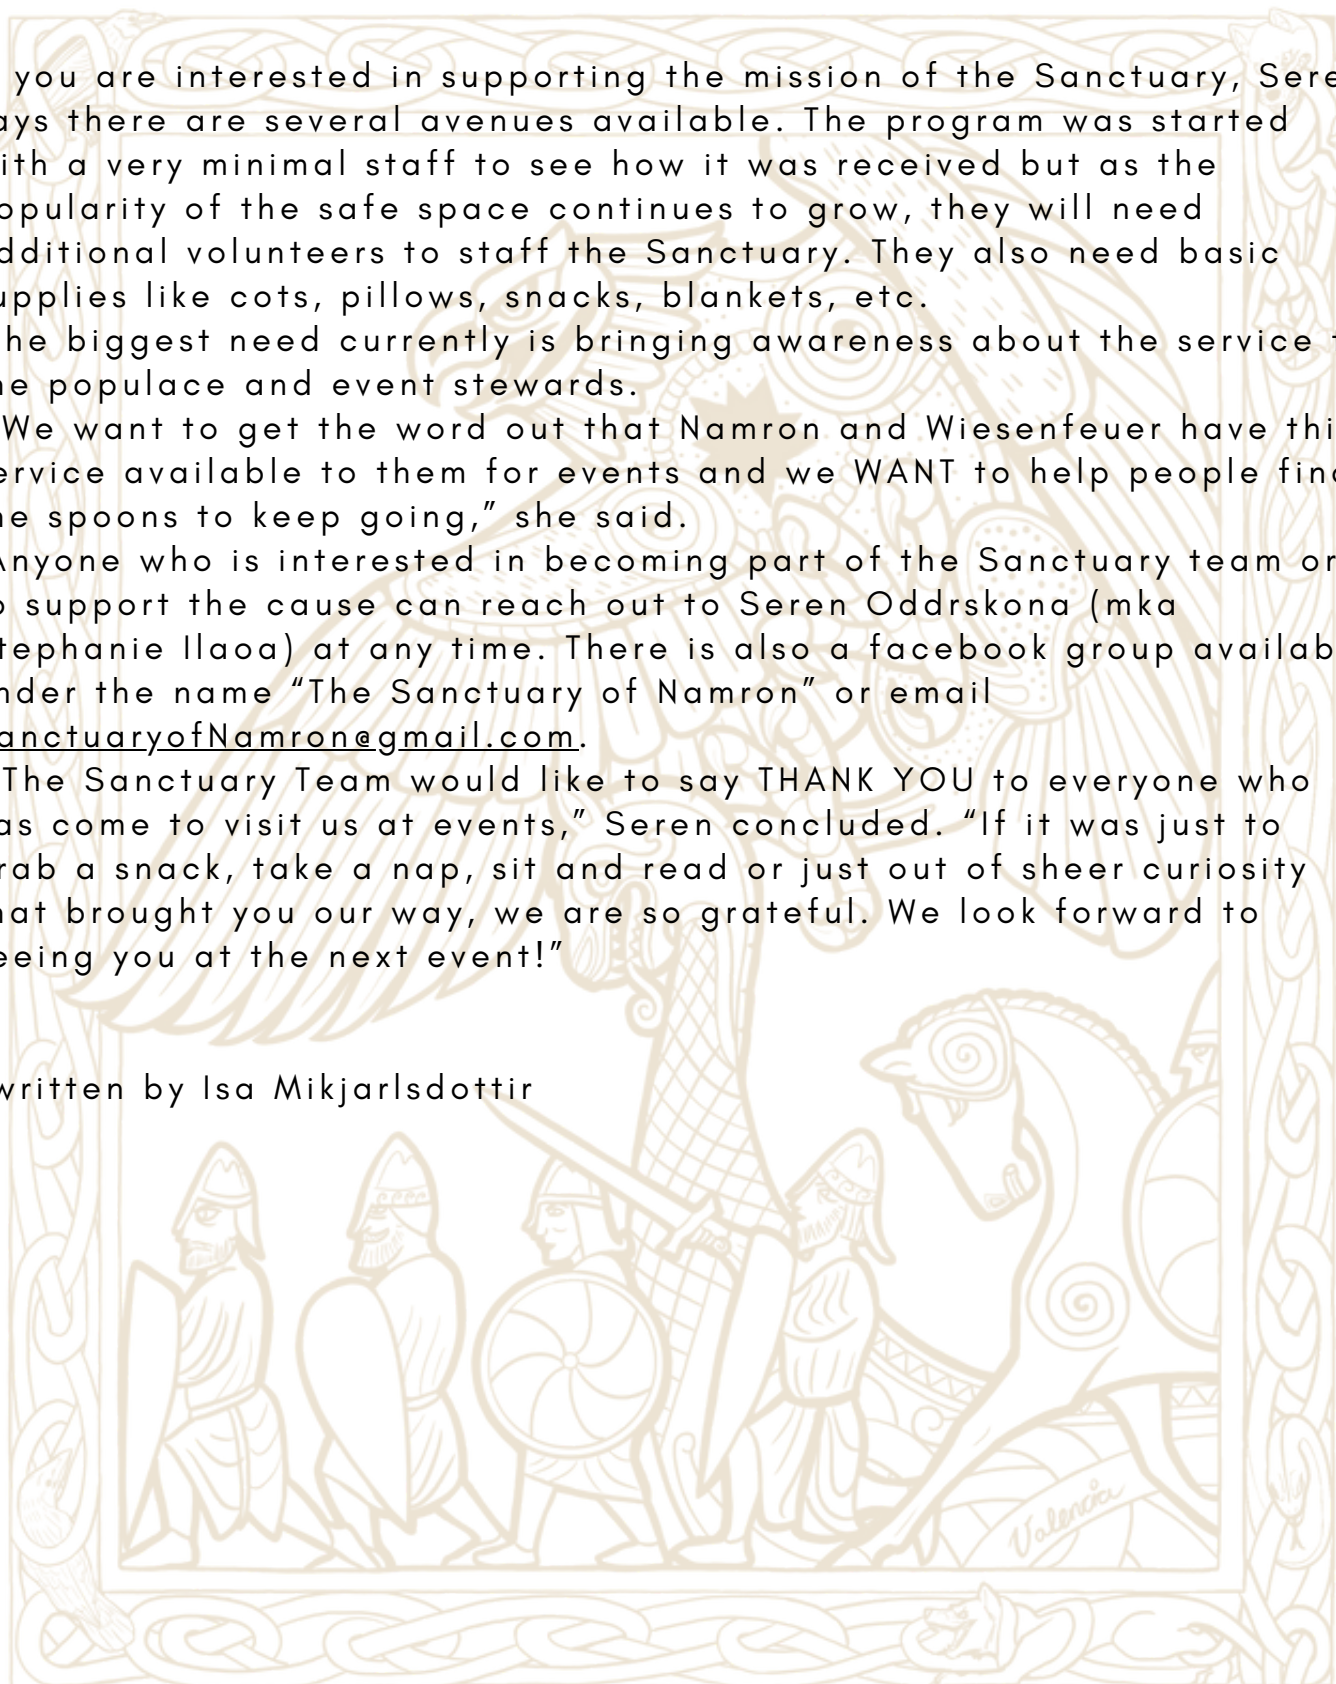 you are interested in supporting the mission of the Sanctuary, Sere
ays there are several avenues available. The program was started
ith a very minimal staff to see how it was received but as the
opularity of the safe space continues to grow, they will need
dditional volunteers to staff the Sanctuary. They also need basic
upplies like cots, pillows, snacks, blankets, etc.
he biggest need currently is bringing awareness about the service t
he populace and event stewards.
We want to get the word out that Namron and Wiesenfeuer have thi
ervice available to them for events and we WANT to help people find
he spoons to keep going,” she said.
Anyone who is interested in becoming part of the Sanctuary team or
o support the cause can reach out to Seren Oddrskona (mka
tephanie Ilaoa) at any time. There is also a facebook group availab
nder the name “The Sanctuary of Namron” or email
anctuaryofNamron@gmail.com.
The Sanctuary Team would like to say THANK YOU to everyone who
as come to visit us at events,” Seren concluded. “If it was just to
rab a snack, take a nap, sit and read or just out of sheer curiosity
hat brought you our way, we are so grateful. We look forward to
eeing you at the next event!”
written by Isa Mikjarlsdottir
Valencia